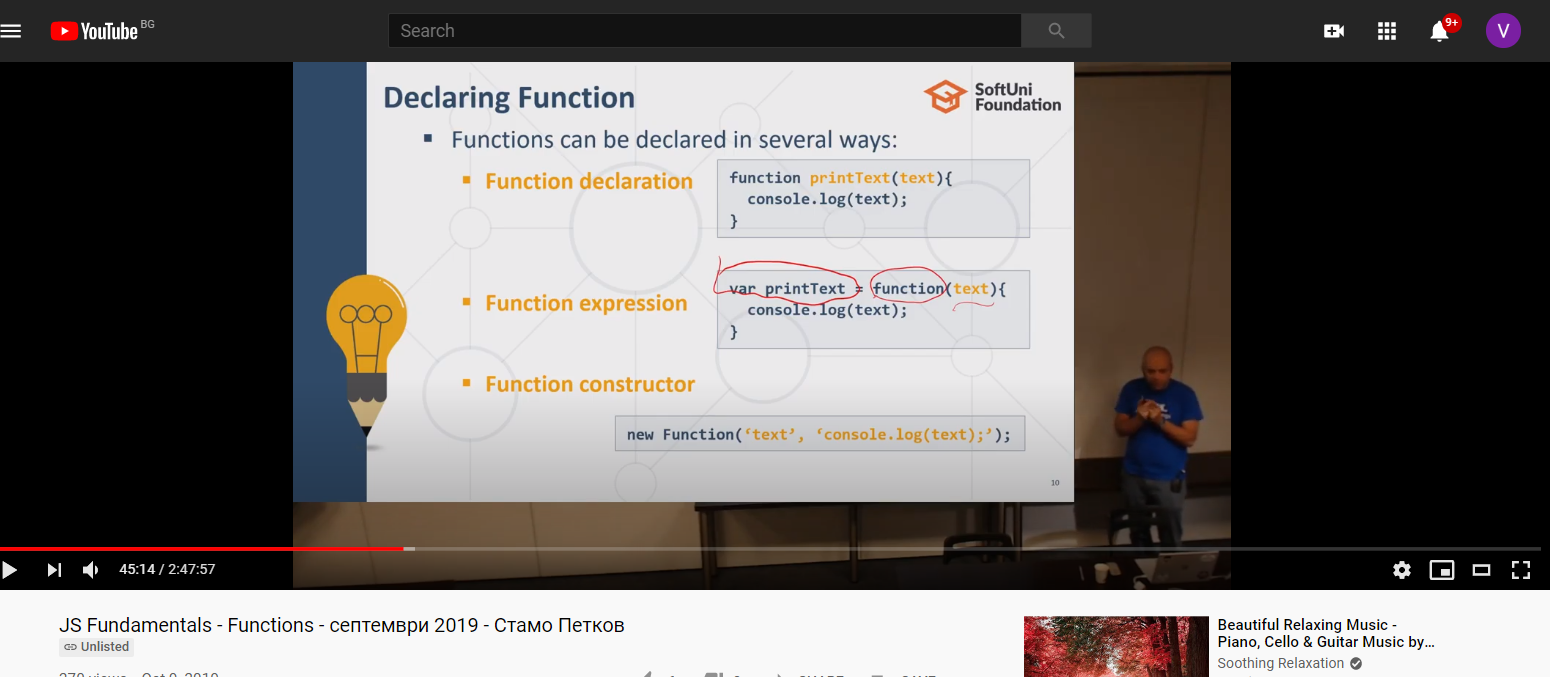 YouTube BG
Search
9+
V
Declaring Function
SoftUni
Foundation
Functions can be declared in several ways:
Function declaration
function printText(text){
console.log(text);
}
Function expression
var printText = function(text){
console.log(text);
}
Function constructor
new Function(‘text’, ‘console.log(text);’);
10
45:14 / 2:47:57
JS Fundamentals - Functions - септември 2019 - Стамо Петков
Unlisted
Beautiful Relaxing Music -
Piano, Cello & Guitar Music by…
Soothing Relaxation